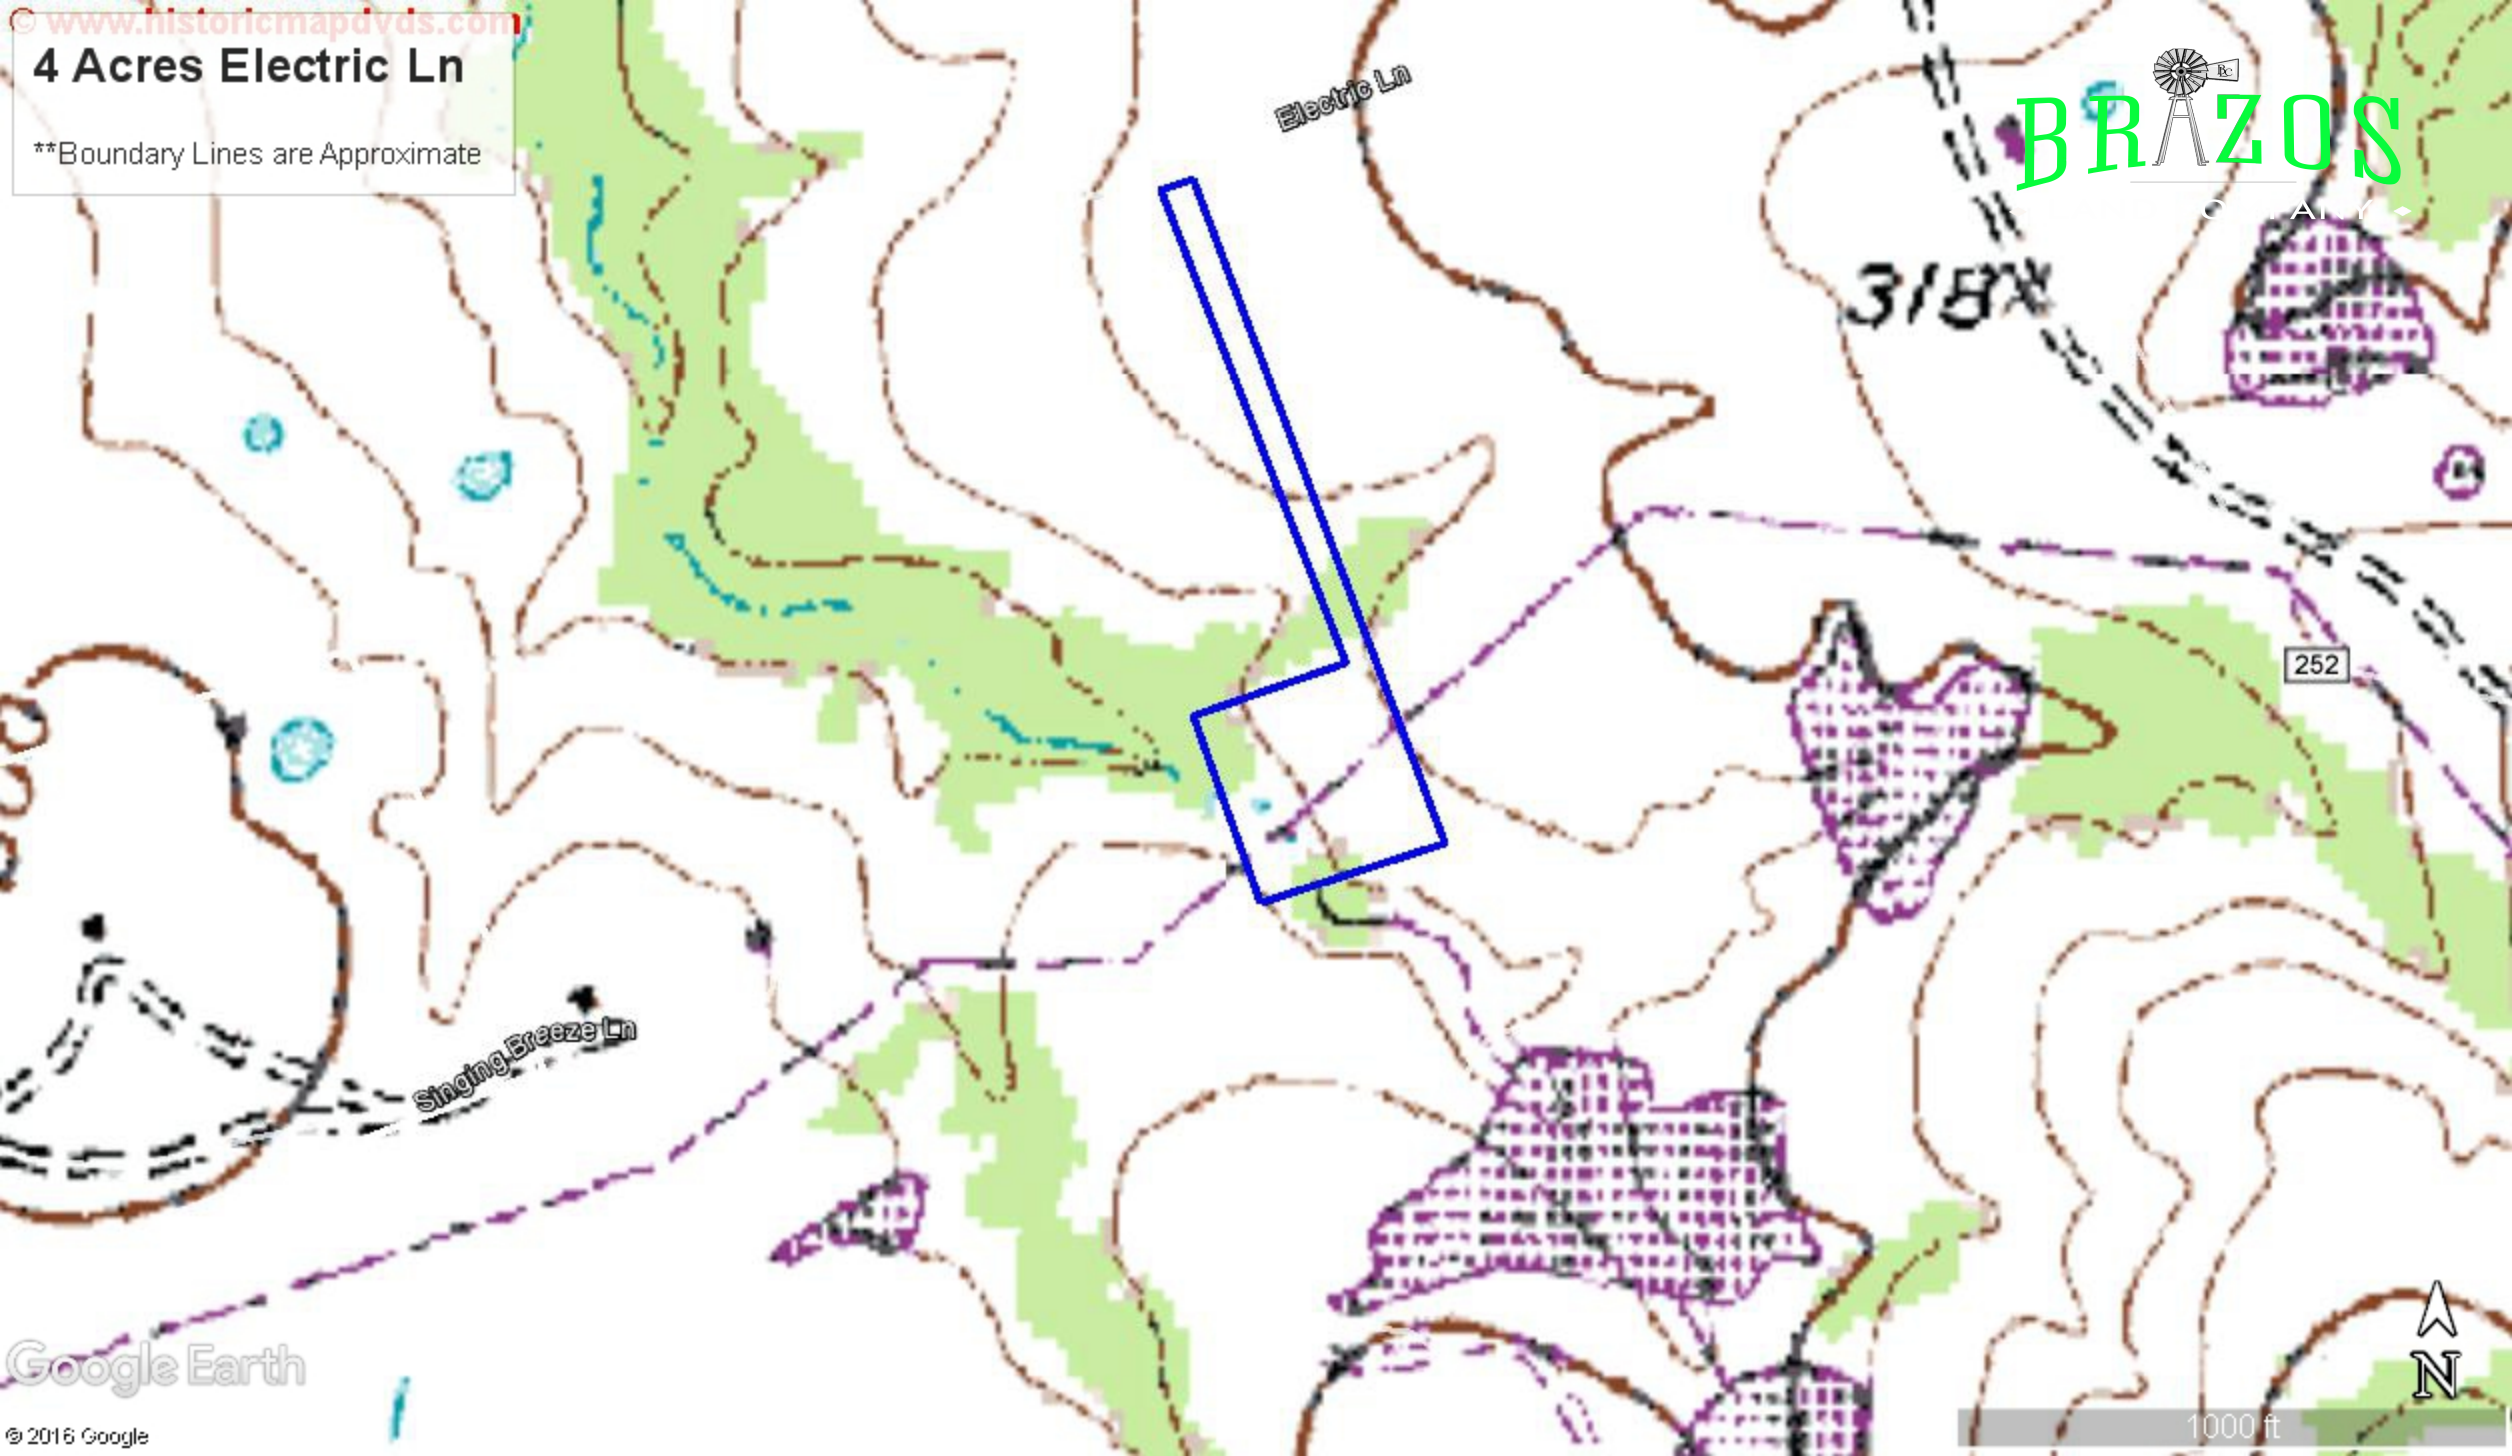 © www.historicmapdvds.com
4 Acres Electric Ln
**Boundary Lines are Approximate
Electric Ln
BRAZOS
318
252
Singing Breeze Ln
Google Earth
N
1000 ft
© 2016 Google